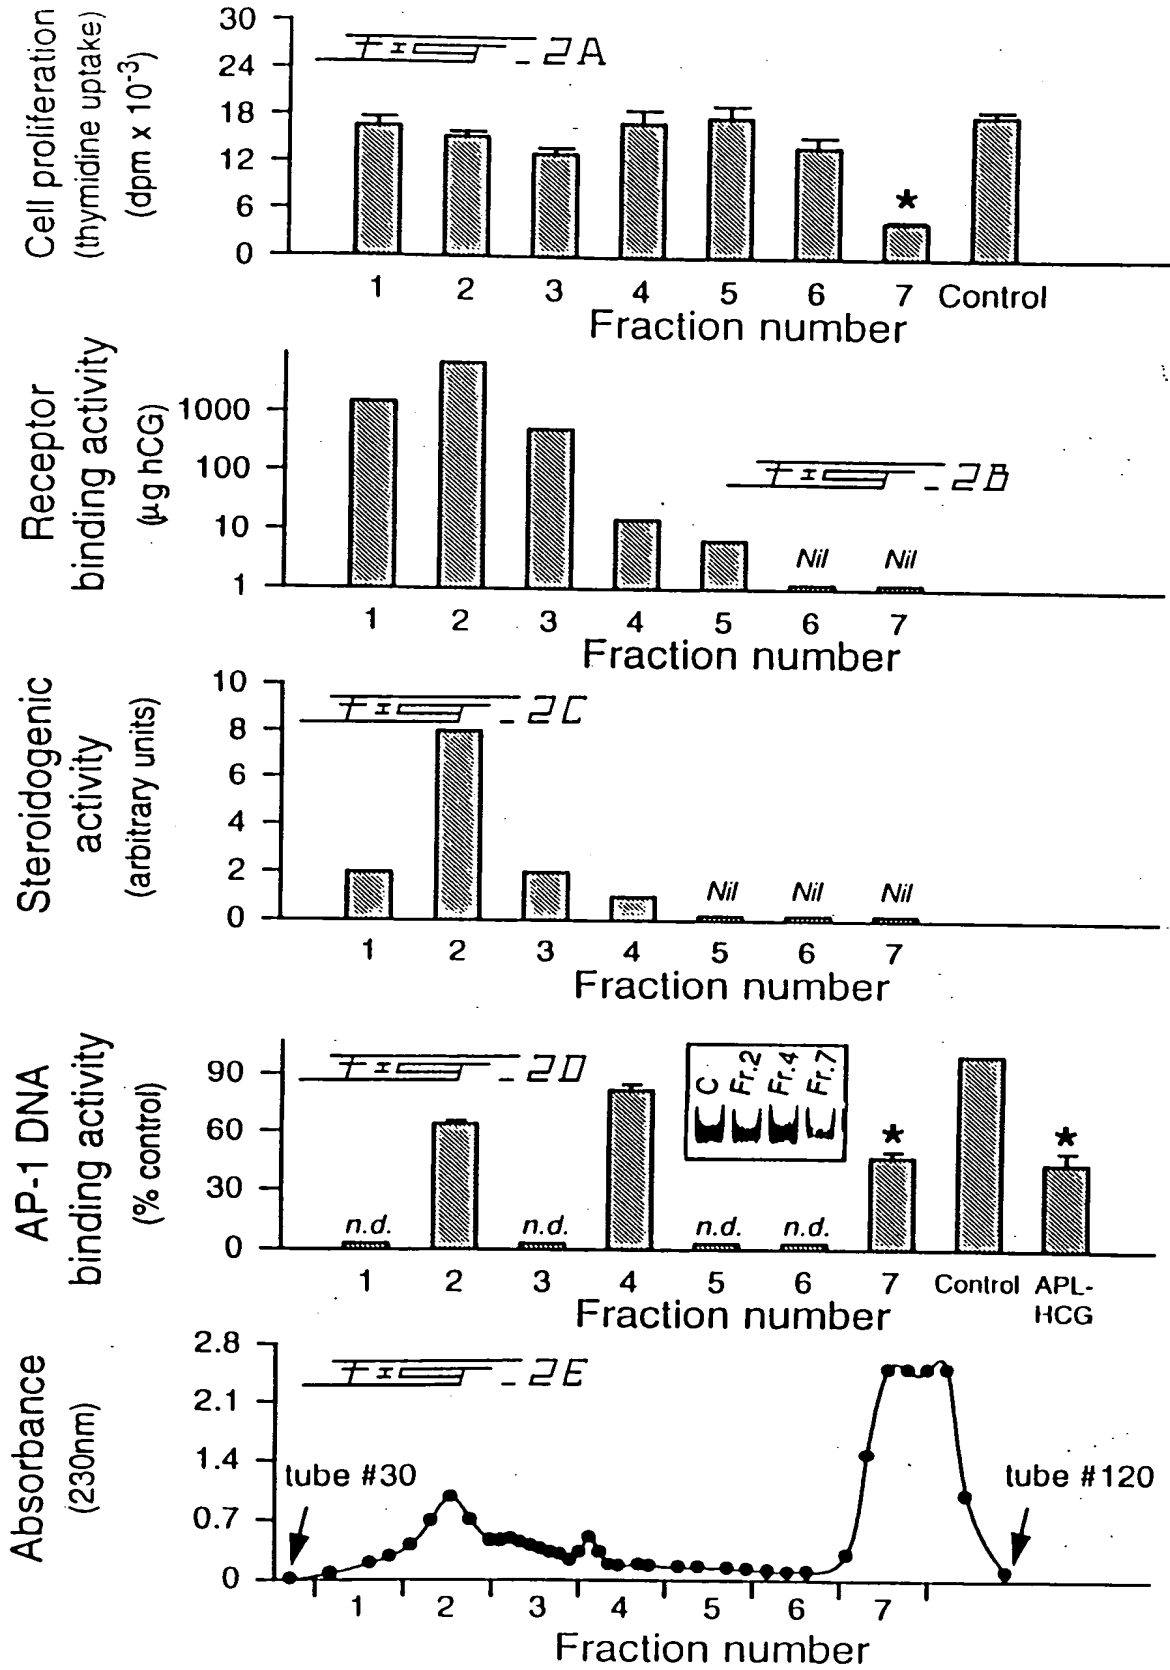 Cell proliferation
(thymidine uptake)
(dpm x 10-3)
30
24
18
12
6
0
Fig-2A
*
1 2 3 4 5 6 7 Control
Fraction number
Receptor
binding activity
(µg hCG)
1000
100
10
1
Fig-2B
Nil Nil
1 2 3 4 5 6 7
Fraction number
Steroidogenic
activity
(arbitrary units)
10
8
6
4
2
0
Fig-2C
Nil Nil Nil
1 2 3 4 5 6 7
Fraction number
AP-1 DNA
binding activity
(% control)
90
60
30
0
Fig-2D
C Fr.2 Fr.4 Fr.7
* *
n.d. n.d. n.d. n.d.
1 2 3 4 5 6 7 Control APL-
HCG
Fraction number
Absorbance
(230nm)
2.8
2.1
1.4
0.7
0
Fig-2E
tube #30
tube #120
1 2 3 4 5 6 7
Fraction number